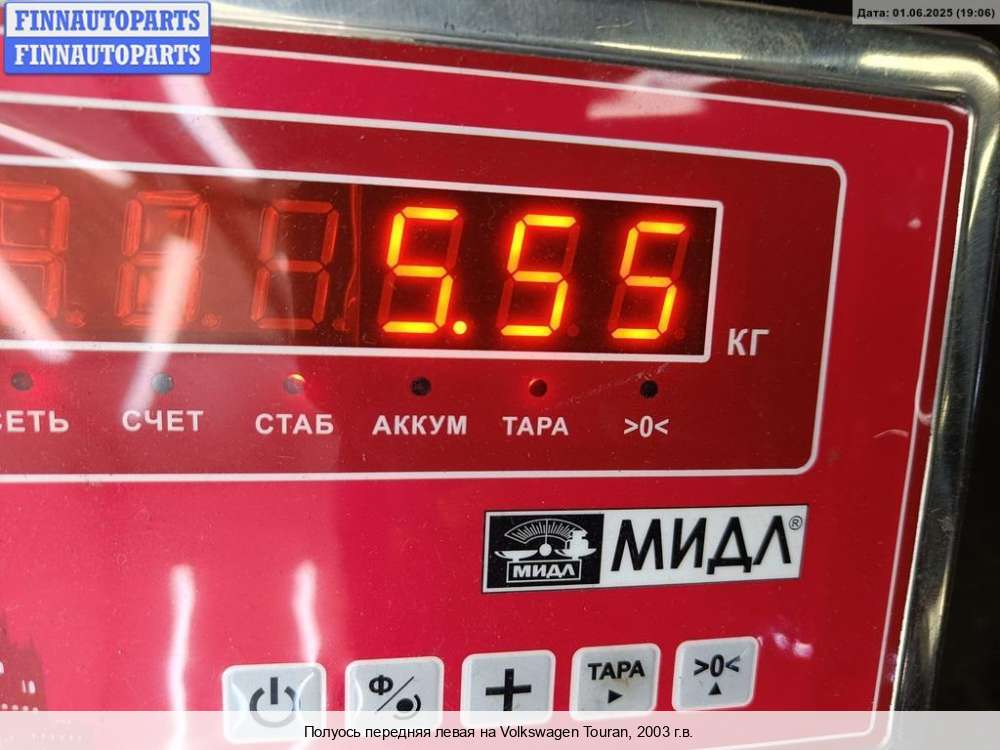 FINNAUTOPARTS
FINNAUTOPARTS
Дата: 01.06.2025 (19:06)
5.55
КГ
СЕТЬ СЧЕТ СТАБ АККУМ ТАРА >0<
МИДЛ МИДЛ®
Ф ТАРА >0<
Полуось передняя левая на Volkswagen Touran, 2003 г.в.